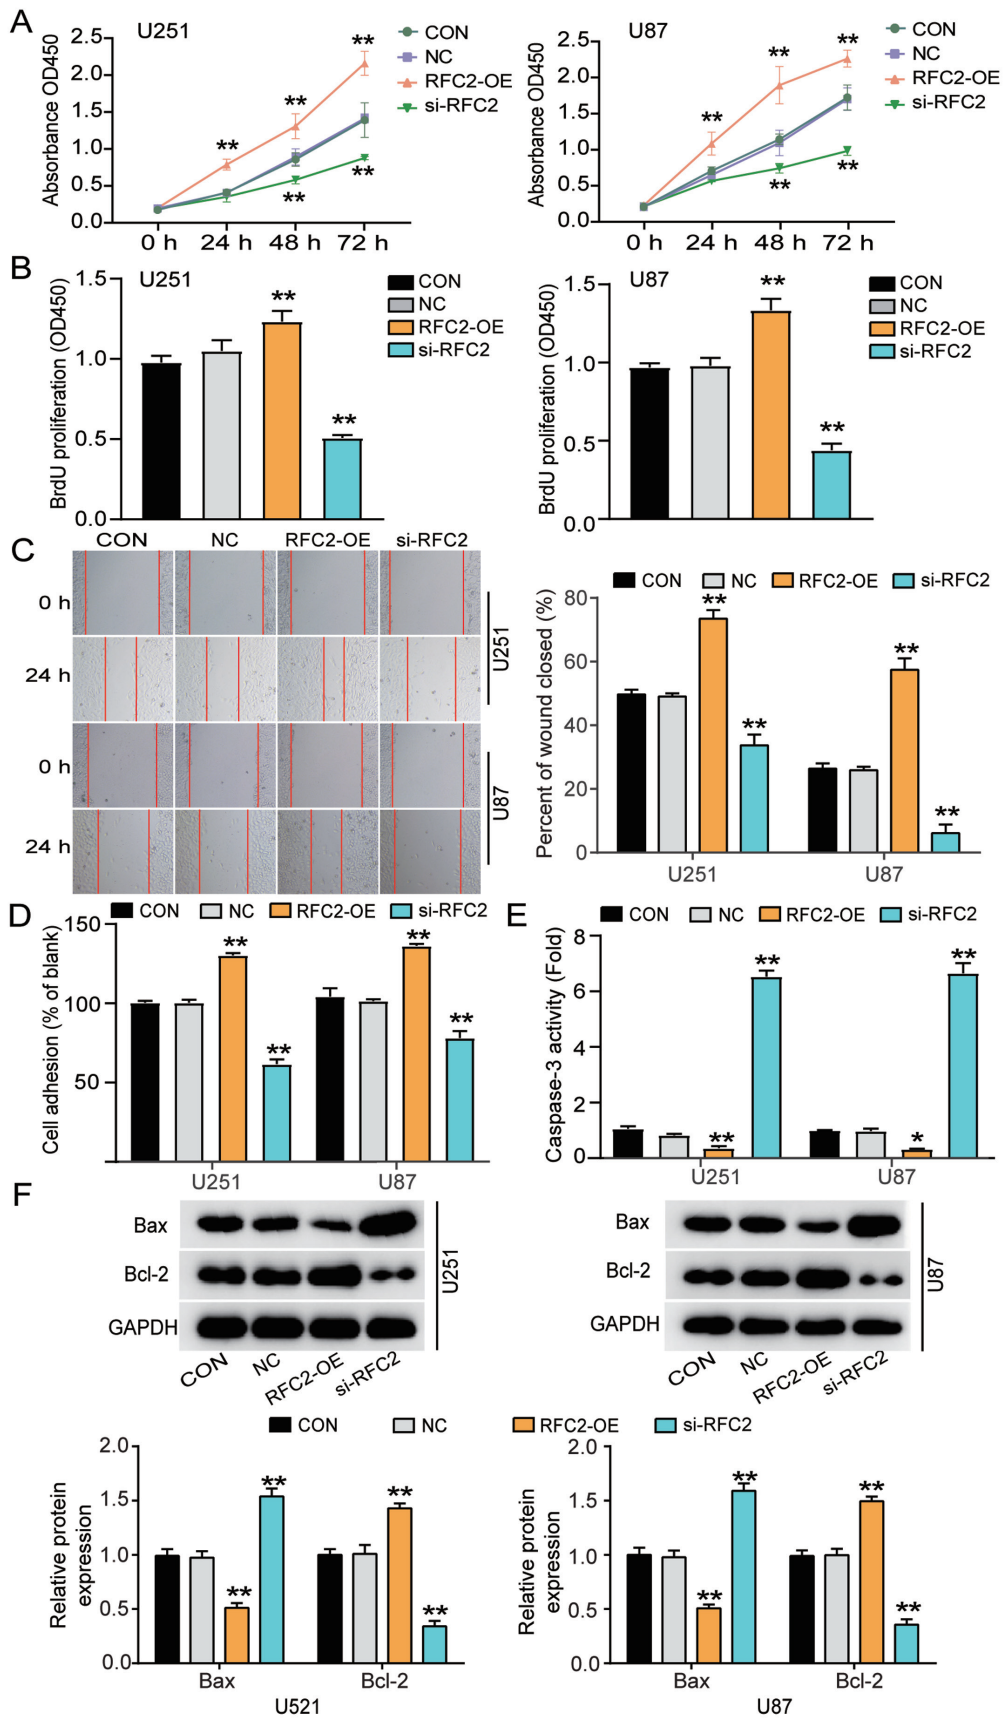 A
U251
CON
NC
RFC2-OE
si-RFC2
Absorbance OD450
2.5
2.0
1.5
1.0
0.5
0.0
**
**
**
**
**
0 h 24 h 48 h 72 h
U87
CON
NC
RFC2-OE
si-RFC2
Absorbance OD450
2.5
2.0
1.5
1.0
0.5
0.0
**
**
**
**
**
0 h 24 h 48 h 72 h
B
U251
CON
NC
RFC2-OE
si-RFC2
BrdU proliferation (OD450)
1.5
1.0
0.5
0.0
**
**
U87
CON
NC
RFC2-OE
si-RFC2
BrdU proliferation (OD450)
1.5
1.0
0.5
0.0
**
**
C
CON NC RFC2-OE si-RFC2
0 h
24 h
U251
0 h
24 h
U87
CON NC RFC2-OE si-RFC2
Percent of wound closed (%)
80
60
40
20
0
**
**
**
**
U251 U87
D
CON NC RFC2-OE si-RFC2
Cell adhesion (% of blank)
150
100
50
**
**
**
**
U251 U87
E
CON NC RFC2-OE si-RFC2
Caspase-3 activity (Fold)
8
6
4
2
0
**
**
*
**
U251 U87
F
Bax
Bcl-2
GAPDH
U251
CON NC RFC2-OE si-RFC2
Bax
Bcl-2
GAPDH
U87
CON NC RFC2-OE si-RFC2
CON NC RFC2-OE si-RFC2
Relative protein
expression
2.0
1.5
1.0
0.5
0.0
**
**
**
**
Bax Bcl-2
U521
Relative protein
expression
2.0
1.5
1.0
0.5
0.0
**
**
**
**
Bax Bcl-2
U87